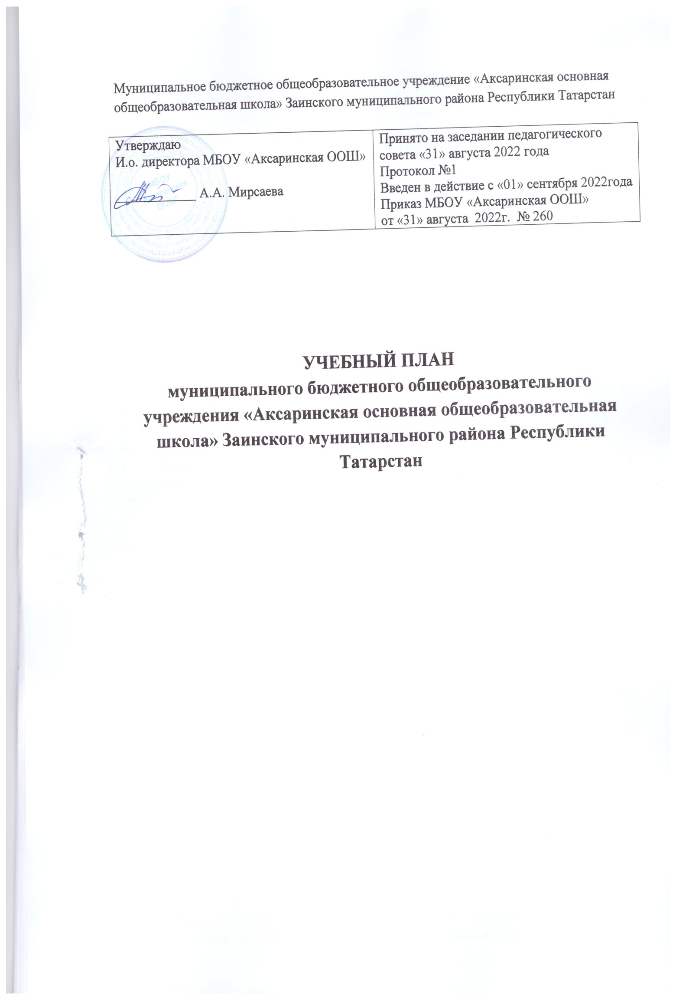 Муниципальное бюджетное общеобразовательное учреждение «Аксаринская основная
общеобразовательная школа» Заинского муниципального района Республики Татарстан
Утверждаю
И.о. директора МБОУ «Аксаринская ООШ»
А.А. Мирсаева
МБОУ
ООШ"
Принято на заседании педагогического
совета «31» августа 2022 года
Протокол №1
Введен в действие с «01» сентября 2022года
Приказ МБОУ «Аксаринская ООШ»
от «31» августа 2022г. № 260
УЧЕБНЫЙ ПЛАН
муниципального бюджетного общеобразовательного
учреждения «Аксаринская основная общеобразовательная
школа» Заинского муниципального района Республики
Татарстан